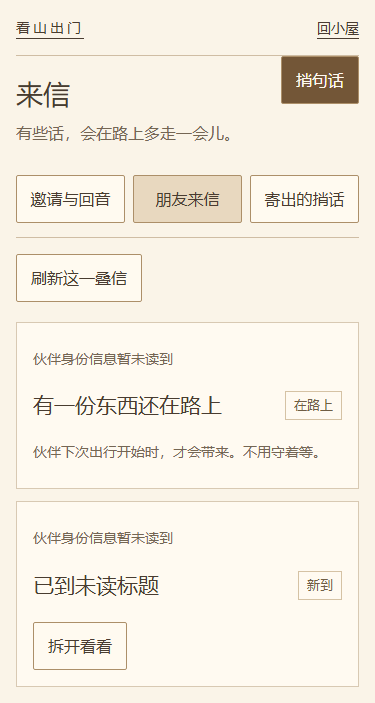 看山出门
回小屋
捎句话
来信
有些话，会在路上多走一会儿。
邀请与回音
朋友来信
寄出的捎话
刷新这一叠信
伙伴身份信息暂未读到
有一份东西还在路上
在路上
伙伴下次出行开始时，才会带来。不用守着等。
伙伴身份信息暂未读到
已到未读标题
新到
拆开看看